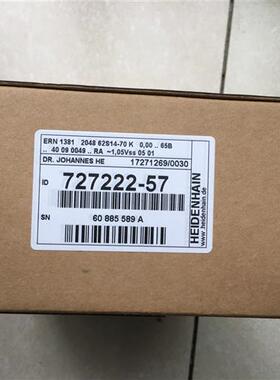 ERN 1381 2048 62S14-70 K 0,00 .. 65B
.. 40 09 0049 .. RA ~1,05Vss 05 01
DR. JOHANNES HE 17271269/0030
ID 727222-57
SN 60 885 589 A
HEIDENHAIN
www.heidenhain.de